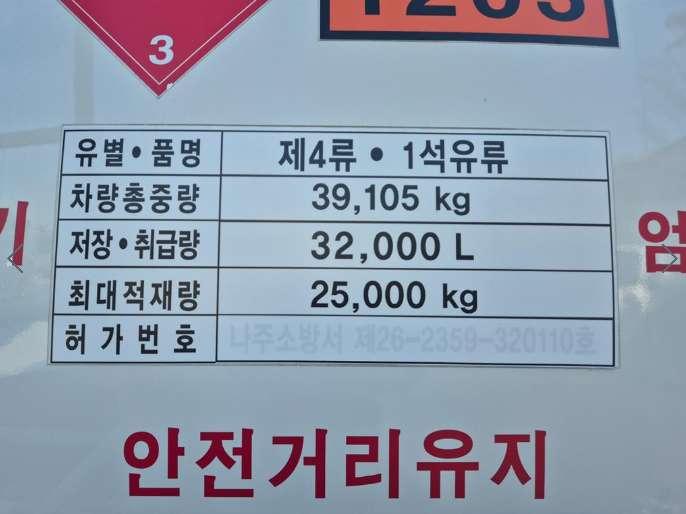 3
1203
유별·품명 제4류·1석유류
차량총중량 39,105 kg
저장·취급량 32,000 L
최대적재량 25,000 kg
허가번호 나주소방서 제26-2359-320110호
안전거리유지